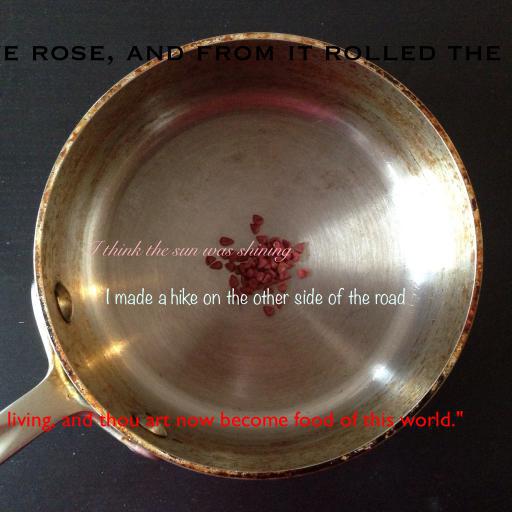 E ROSE, AND FROM IT ROLLED THE
I think the sun was shining
I made a hike on the other side of the road
living, and thou art now become food of this world."